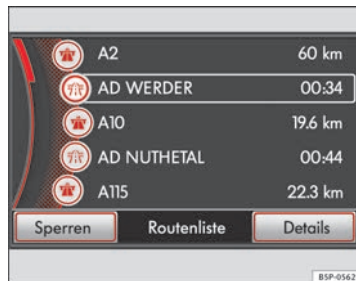 A2 60 km
AD WERDER 00:34
A10 19.6 km
AD NUTHETAL 00:44
A115 22.3 km
Sperren Routenliste Details
BSP-0562